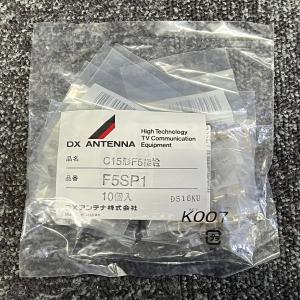 DX ANTENNA
High Technology
TV Communication
Equipment
品名 C15形F5接栓
品番 F5SP1
10個入 D516KU
DXアンテナ株式会社
K007